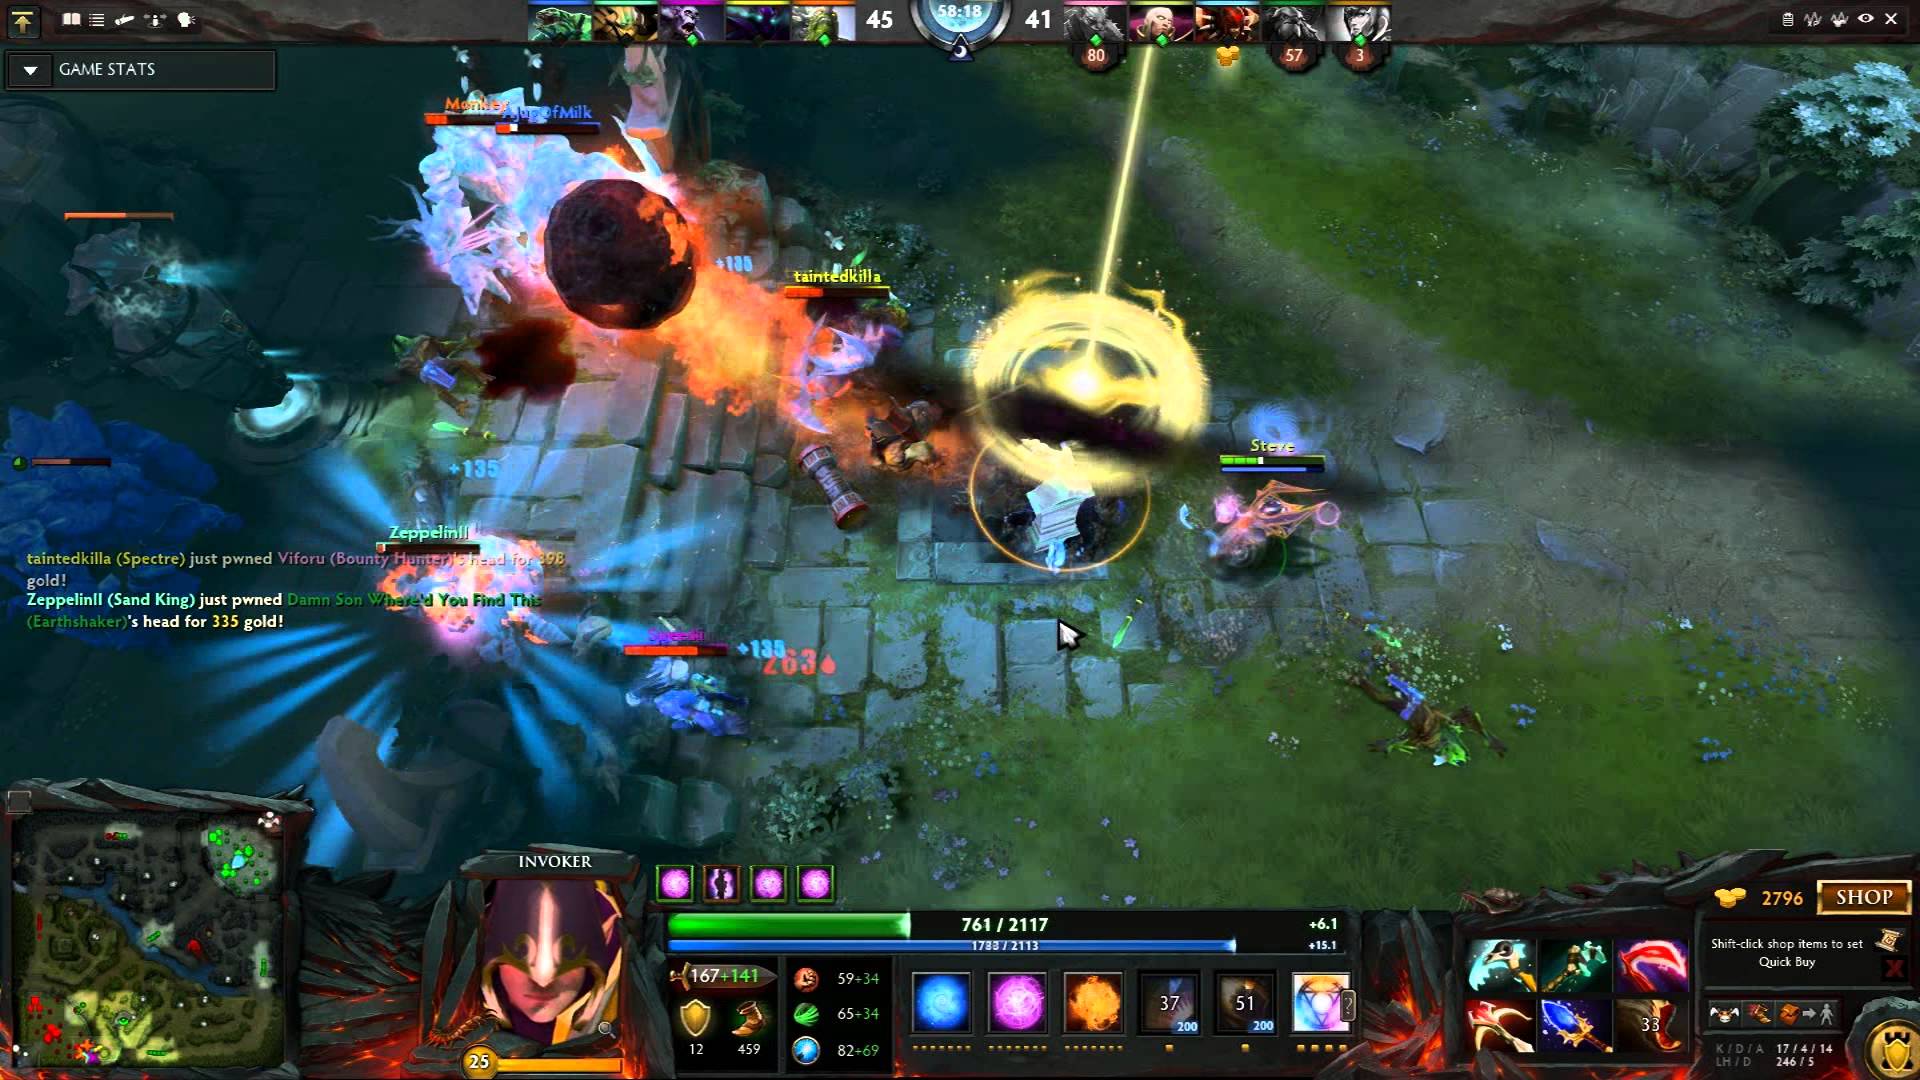 45
58:18
41
80
57
3
GAME STATS
Monkey
AJugOfMilk
+135
taintedkilla
Steve
+135
ZeppelinII
taintedkilla (Spectre) just pwned Viforu (Bounty Hunter)'s head for 398
gold!
ZeppelinII (Sand King) just pwned Damn Son Where'd You Find This
(Earthshaker)'s head for 335 gold!
+135
263
INVOKER
761 / 2117
+6.1
1783 / 2113
+15.1
167+141
59+34
65+34
82+69
12
459
25
37
200
51
200
?
33
2796
SHOP
Shift-click shop items to set
Quick Buy
K / D / A 17 / 4 / 14
LH / D 246 / 5